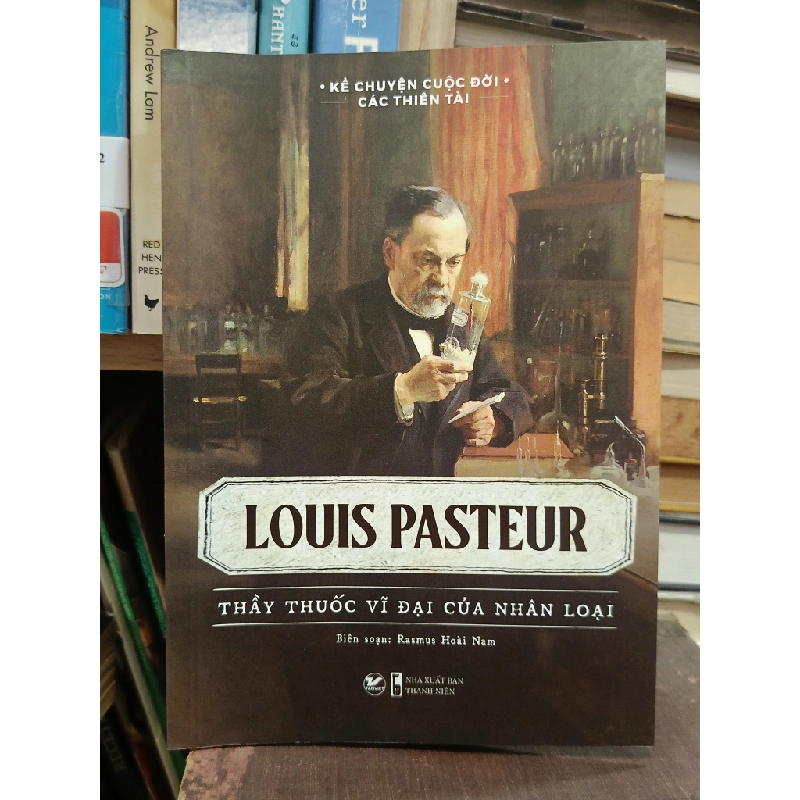 Andrew Lam
RED
HEN
PRESS
• KỂ CHUYỆN CUỘC ĐỜI •
CÁC THIÊN TÀI
LOUIS PASTEUR
THẦY THUỐC VĨ ĐẠI CỦA NHÂN LOẠI
Biên soạn: Rasmus Hoài Nam
NHÀ XUẤT BẢN
THANH NIÊN